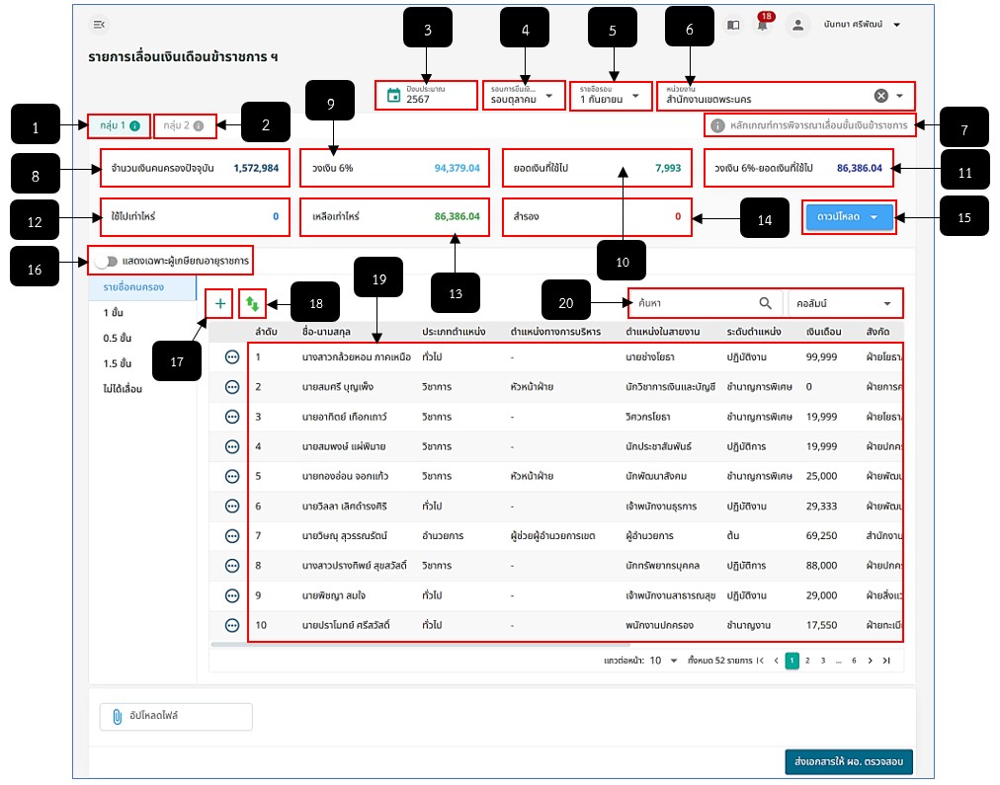 18
นันทนา ศรีพัฒน์
รายการเลื่อนเงินเดือนข้าราชการ ฯ
3
4
5
6
ปีงบประมาณ
2567
รอบการขึ้นเงิ...
รอบตุลาคม
รายชื่อรอบ
1 กันยายน
หน่วยงาน
สำนักงานเขตพระนคร
9
1
กลุ่ม 1
กลุ่ม 2
2
หลักเกณฑ์การพิจารณาเลื่อนขั้นเงินข้าราชการ
7
8
จำนวนเงินคนครองปัจจุบัน 1,572,984
วงเงิน 6% 94,379.04
ยอดเงินที่ใช้ไป 7,993
วงเงิน 6%-ยอดเงินที่ใช้ไป 86,386.04
11
12
ใช้ไปเท่าไหร่ 0
เหลือเท่าไหร่ 86,386.04
สำรอง 0
14
ดาวน์โหลด
15
16
แสดงเฉพาะผู้เกษียณอายุราชการ
19
13
10
20
18
17
รายชื่อคนครอง
1 ขั้น
0.5 ขั้น
1.5 ขั้น
ไม่ได้เลื่อน
ค้นหา
คอลัมน์
ลำดับ ชื่อ-นามสกุล ประเภทตำแหน่ง ตำแหน่งทางการบริหาร ตำแหน่งในสายงาน ระดับตำแหน่ง เงินเดือน สังกัด
1 นางสาวกล้วยหอม ภาคเหนือ ทั่วไป - นายช่างโยธา ปฏิบัติงาน 99,999 ฝ่ายโยธา
2 นายสมศรี บุญเพ็ง วิชาการ หัวหน้าฝ่าย นักวิชาการเงินและบัญชี ชำนาญการพิเศษ 0 ฝ่ายการค
3 นายอาทิตย์ เทือกเถาว์ วิชาการ - วิศวกรโยธา ชำนาญการพิเศษ 19,999 ฝ่ายโยธา
4 นายสมพงษ์ แผ่พิมาย วิชาการ - นักประชาสัมพันธ์ ปฏิบัติการ 19,999 ฝ่ายปกค
5 นายทองอ่อน จอกแก้ว วิชาการ หัวหน้าฝ่าย นักพัฒนาสังคม ชำนาญการพิเศษ 25,000 ฝ่ายพัฒน
6 นายวิลลา เลิศดำรงศิริ ทั่วไป - เจ้าพนักงานธุรการ ปฏิบัติงาน 29,333 ฝ่ายพัฒน
7 นายวิษณุ สุวรรณรัตน์ อำนวยการ ผู้ช่วยผู้อำนวยการเขต ผู้อำนวยการ ต้น 69,250 สำนักงาน
8 นางสาวปรางทิพย์ สุขสวัสดิ์ วิชาการ - นักทรัพยากรบุคคล ปฏิบัติการ 88,000 ฝ่ายปกค
9 นายพิชญา สมใจ ทั่วไป - เจ้าพนักงานสาธารณสุข ปฏิบัติงาน 29,000 ฝ่ายสิ่งแว
10 นายปราโมทย์ ศรีสวัสดิ์ ทั่วไป - พนักงานปกครอง ชำนาญงาน 17,550 ฝ่ายทะเบี
แถวต่อหน้า: 10 ทั้งหมด 52 รายการ 1 2 3 ... 6
อัปโหลดไฟล์
ส่งเอกสารให้ ผอ. ตรวจสอบ